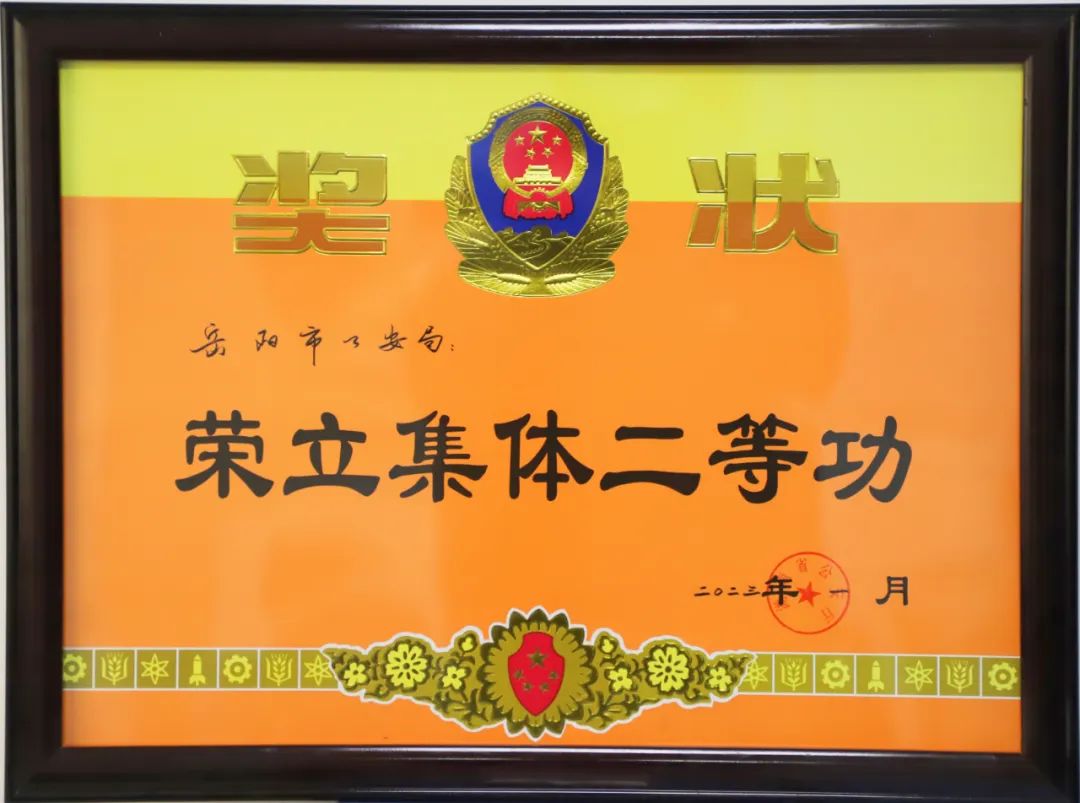 奖状
岳阳市公安局：
荣立集体二等功
二〇二三年一月